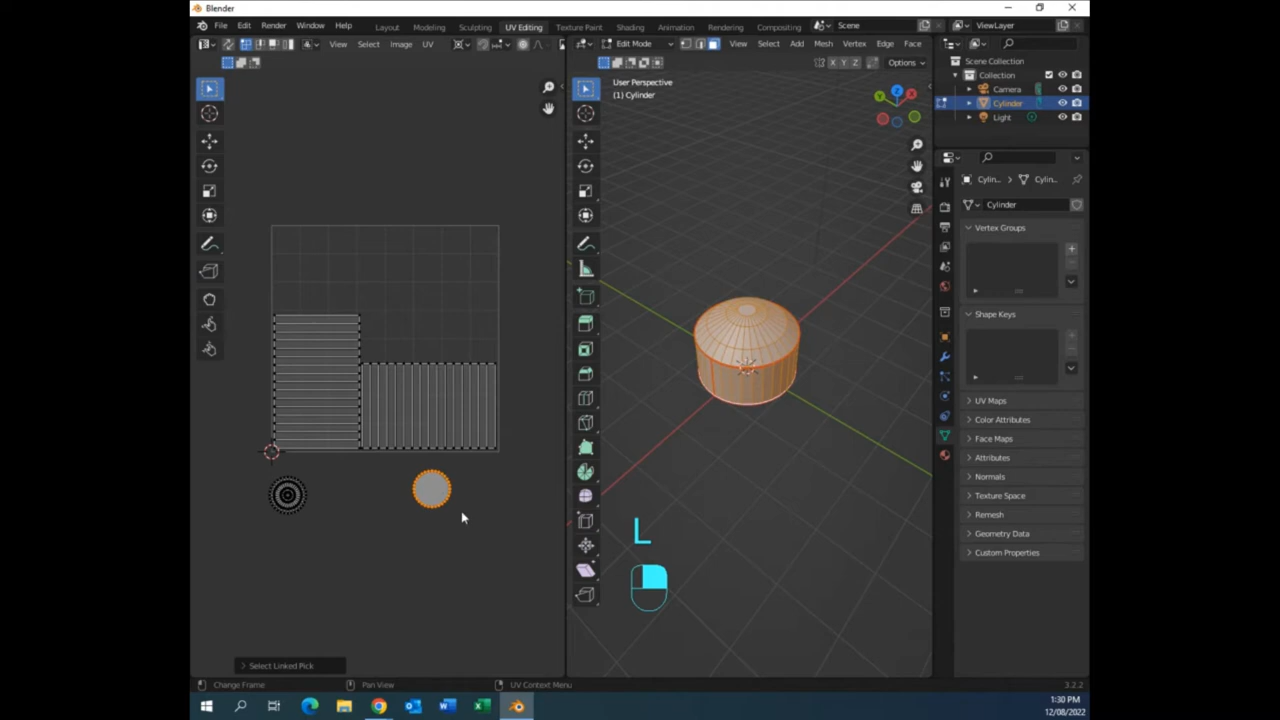 Blender
File Edit Render Window Help
Layout Modeling Sculpting UV Editing Texture Paint Shading Animation Rendering Compositing
Scene
ViewLayer
View Select Image UV
Edit Mode
View Select Add Mesh Vertex Edge Face
X Y Z
Options
User Perspective
(1) Cylinder
Scene Collection
Collection
Camera
Cylinder
Light
Cylin...
Cylin...
Cylinder
Vertex Groups
Shape Keys
UV Maps
Color Attributes
Face Maps
Attributes
Normals
Texture Space
Remesh
Geometry Data
Custom Properties
L
Select Linked Pick
Change Frame
Pan View
UV Context Menu
3.2.2
1:30 PM
12/08/2022